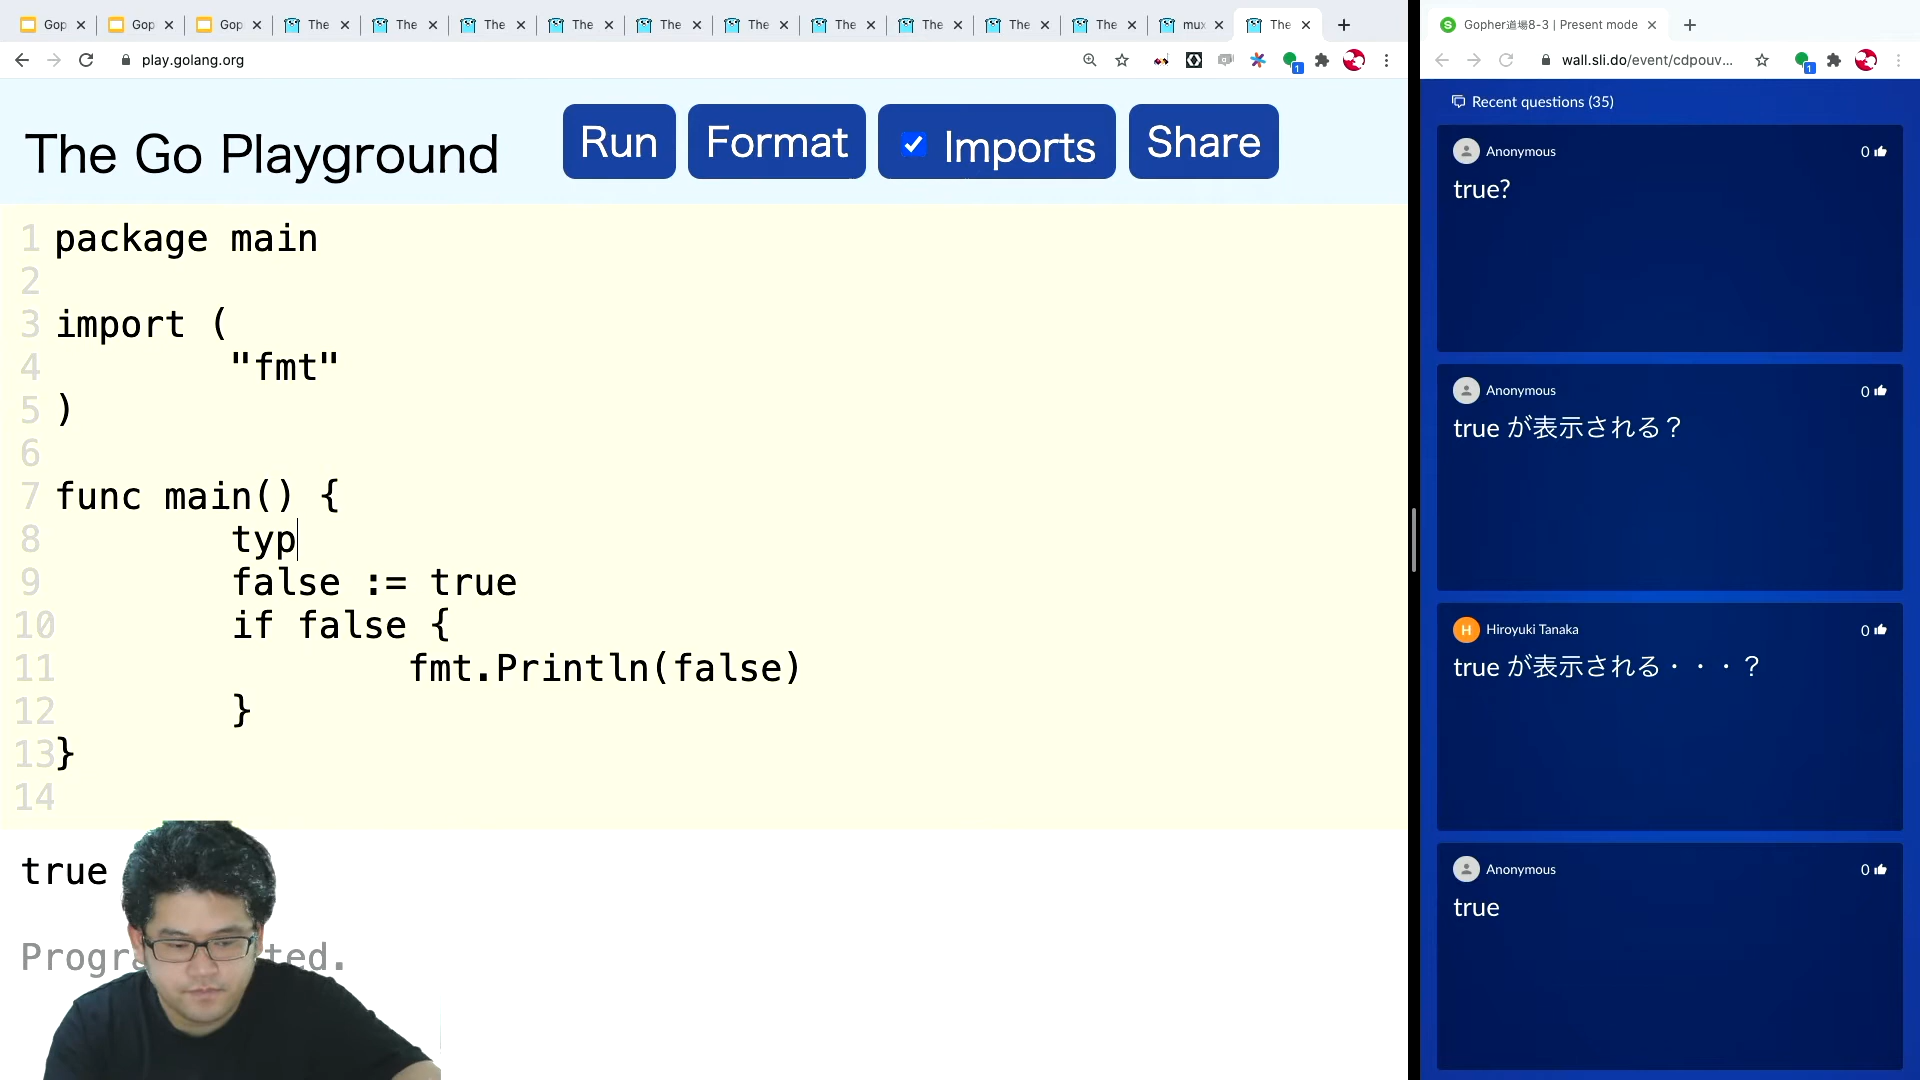 Gop Gop Gop The The The The The The The The The The mux The
play.golang.org
The Go Playground
Run Format Imports Share
1 package main
2
3 import (
4 "fmt"
5 )
6
7 func main() {
8 typ
9 false := true
10 if false {
11 fmt.Println(false)
12 }
13 }
14
true
Progra ted.
Gopher道場8-3 | Present mode
wall.sli.do/event/cdpouv...
Recent questions (35)
Anonymous 0
true?
Anonymous 0
true が表示される？
H Hiroyuki Tanaka 0
true が表示される・・・？
Anonymous 0
true